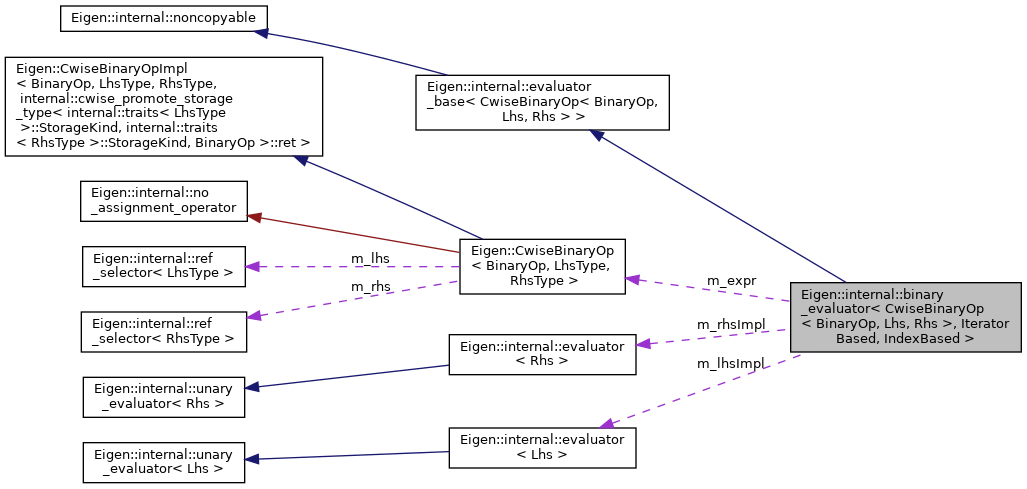 Eigen::internal::noncopyable
Eigen::CwiseBinaryOpImpl
< BinaryOp, LhsType, RhsType,
internal::cwise_promote_storage
_type< internal::traits< LhsType
>::StorageKind, internal::traits
< RhsType >::StorageKind, BinaryOp >::ret >
Eigen::internal::evaluator
_base< CwiseBinaryOp< BinaryOp,
Lhs, Rhs > >
Eigen::internal::no
_assignment_operator
Eigen::internal::ref
_selector< LhsType >
Eigen::internal::ref
_selector< RhsType >
m_lhs
m_rhs
Eigen::CwiseBinaryOp
< BinaryOp, LhsType,
RhsType >
m_expr
m_rhsImpl
m_lhsImpl
Eigen::internal::binary
_evaluator< CwiseBinaryOp
< BinaryOp, Lhs, Rhs >, Iterator
Based, IndexBased >
Eigen::internal::evaluator
< Rhs >
Eigen::internal::unary
_evaluator< Rhs >
Eigen::internal::evaluator
< Lhs >
Eigen::internal::unary
_evaluator< Lhs >